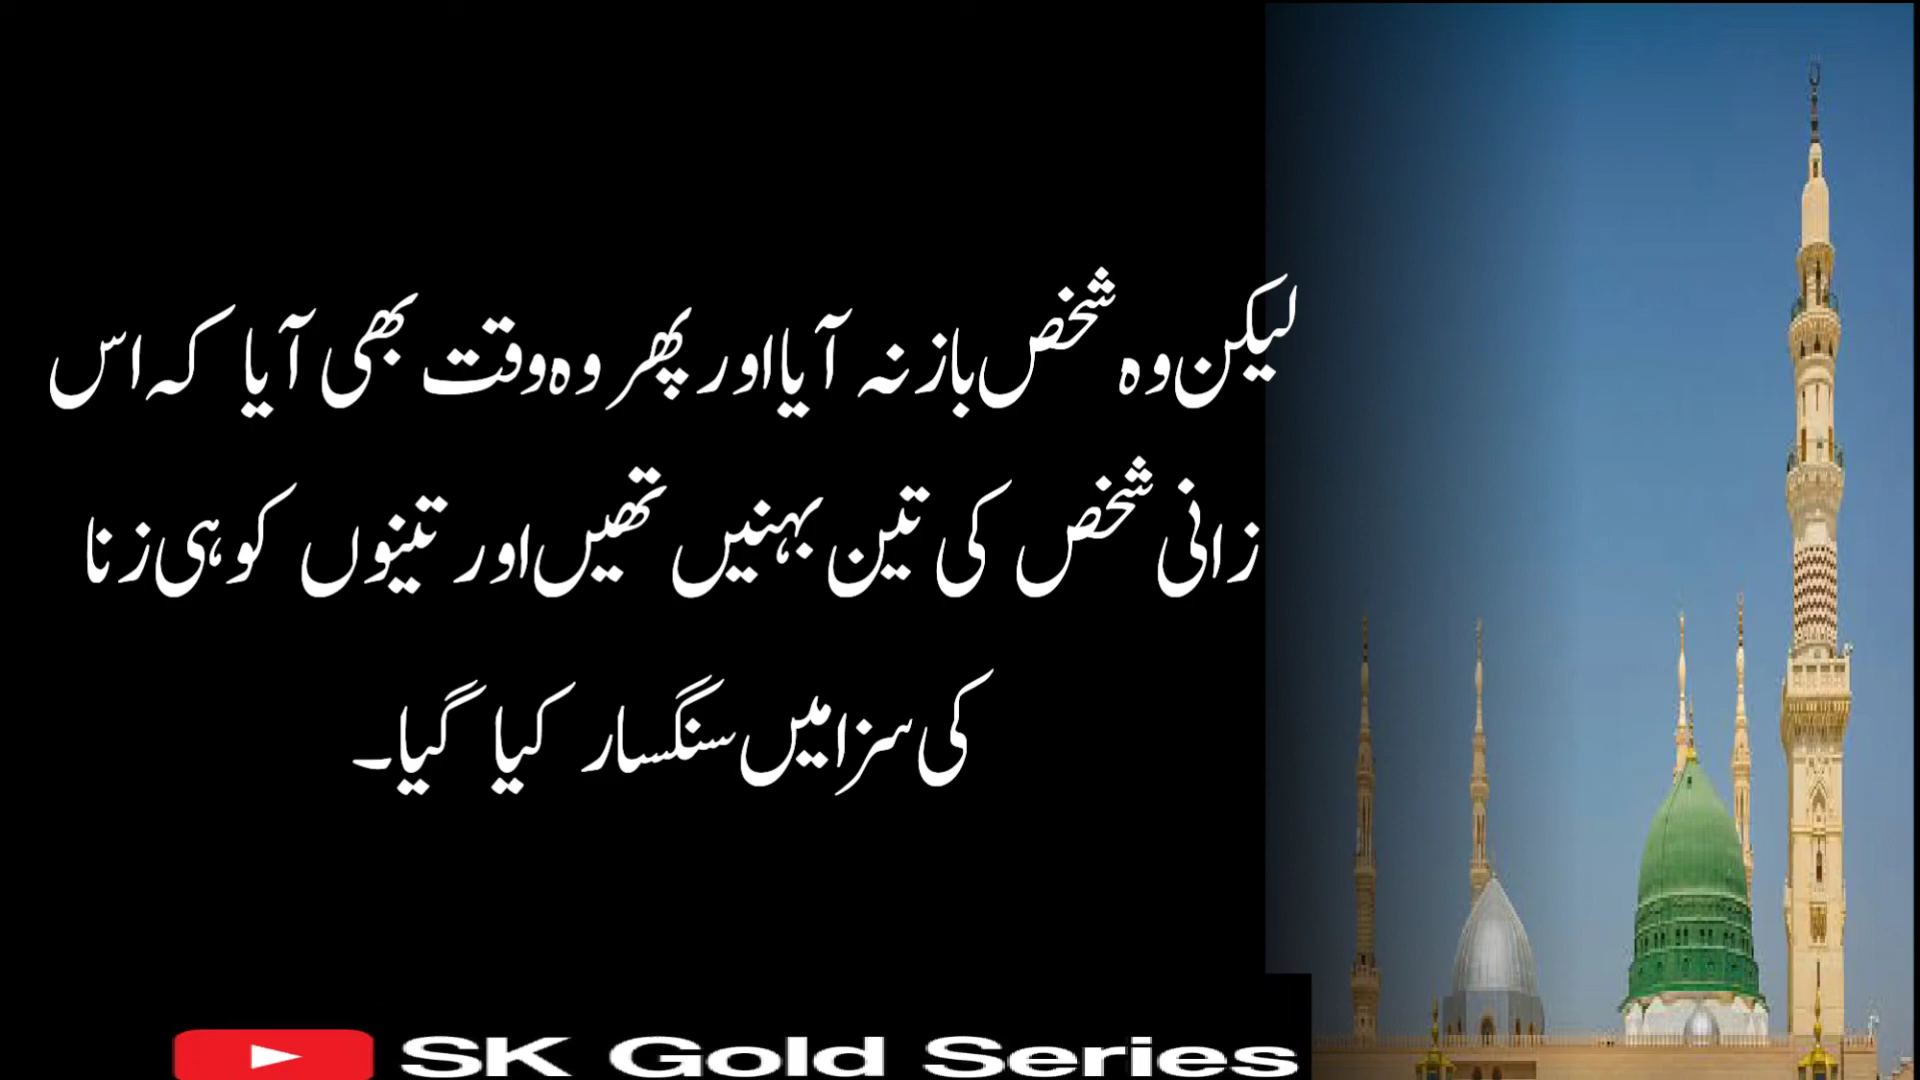 لیکن وہ شخص باز نہ آیا اور پھر وہ وقت بھی آیا کہ اس
زانی شخص کی تین بہنیں تھیں اور تینوں کو ہی زنا
کی سزا میں سنگسار کیا گیا۔
SK Gold Series